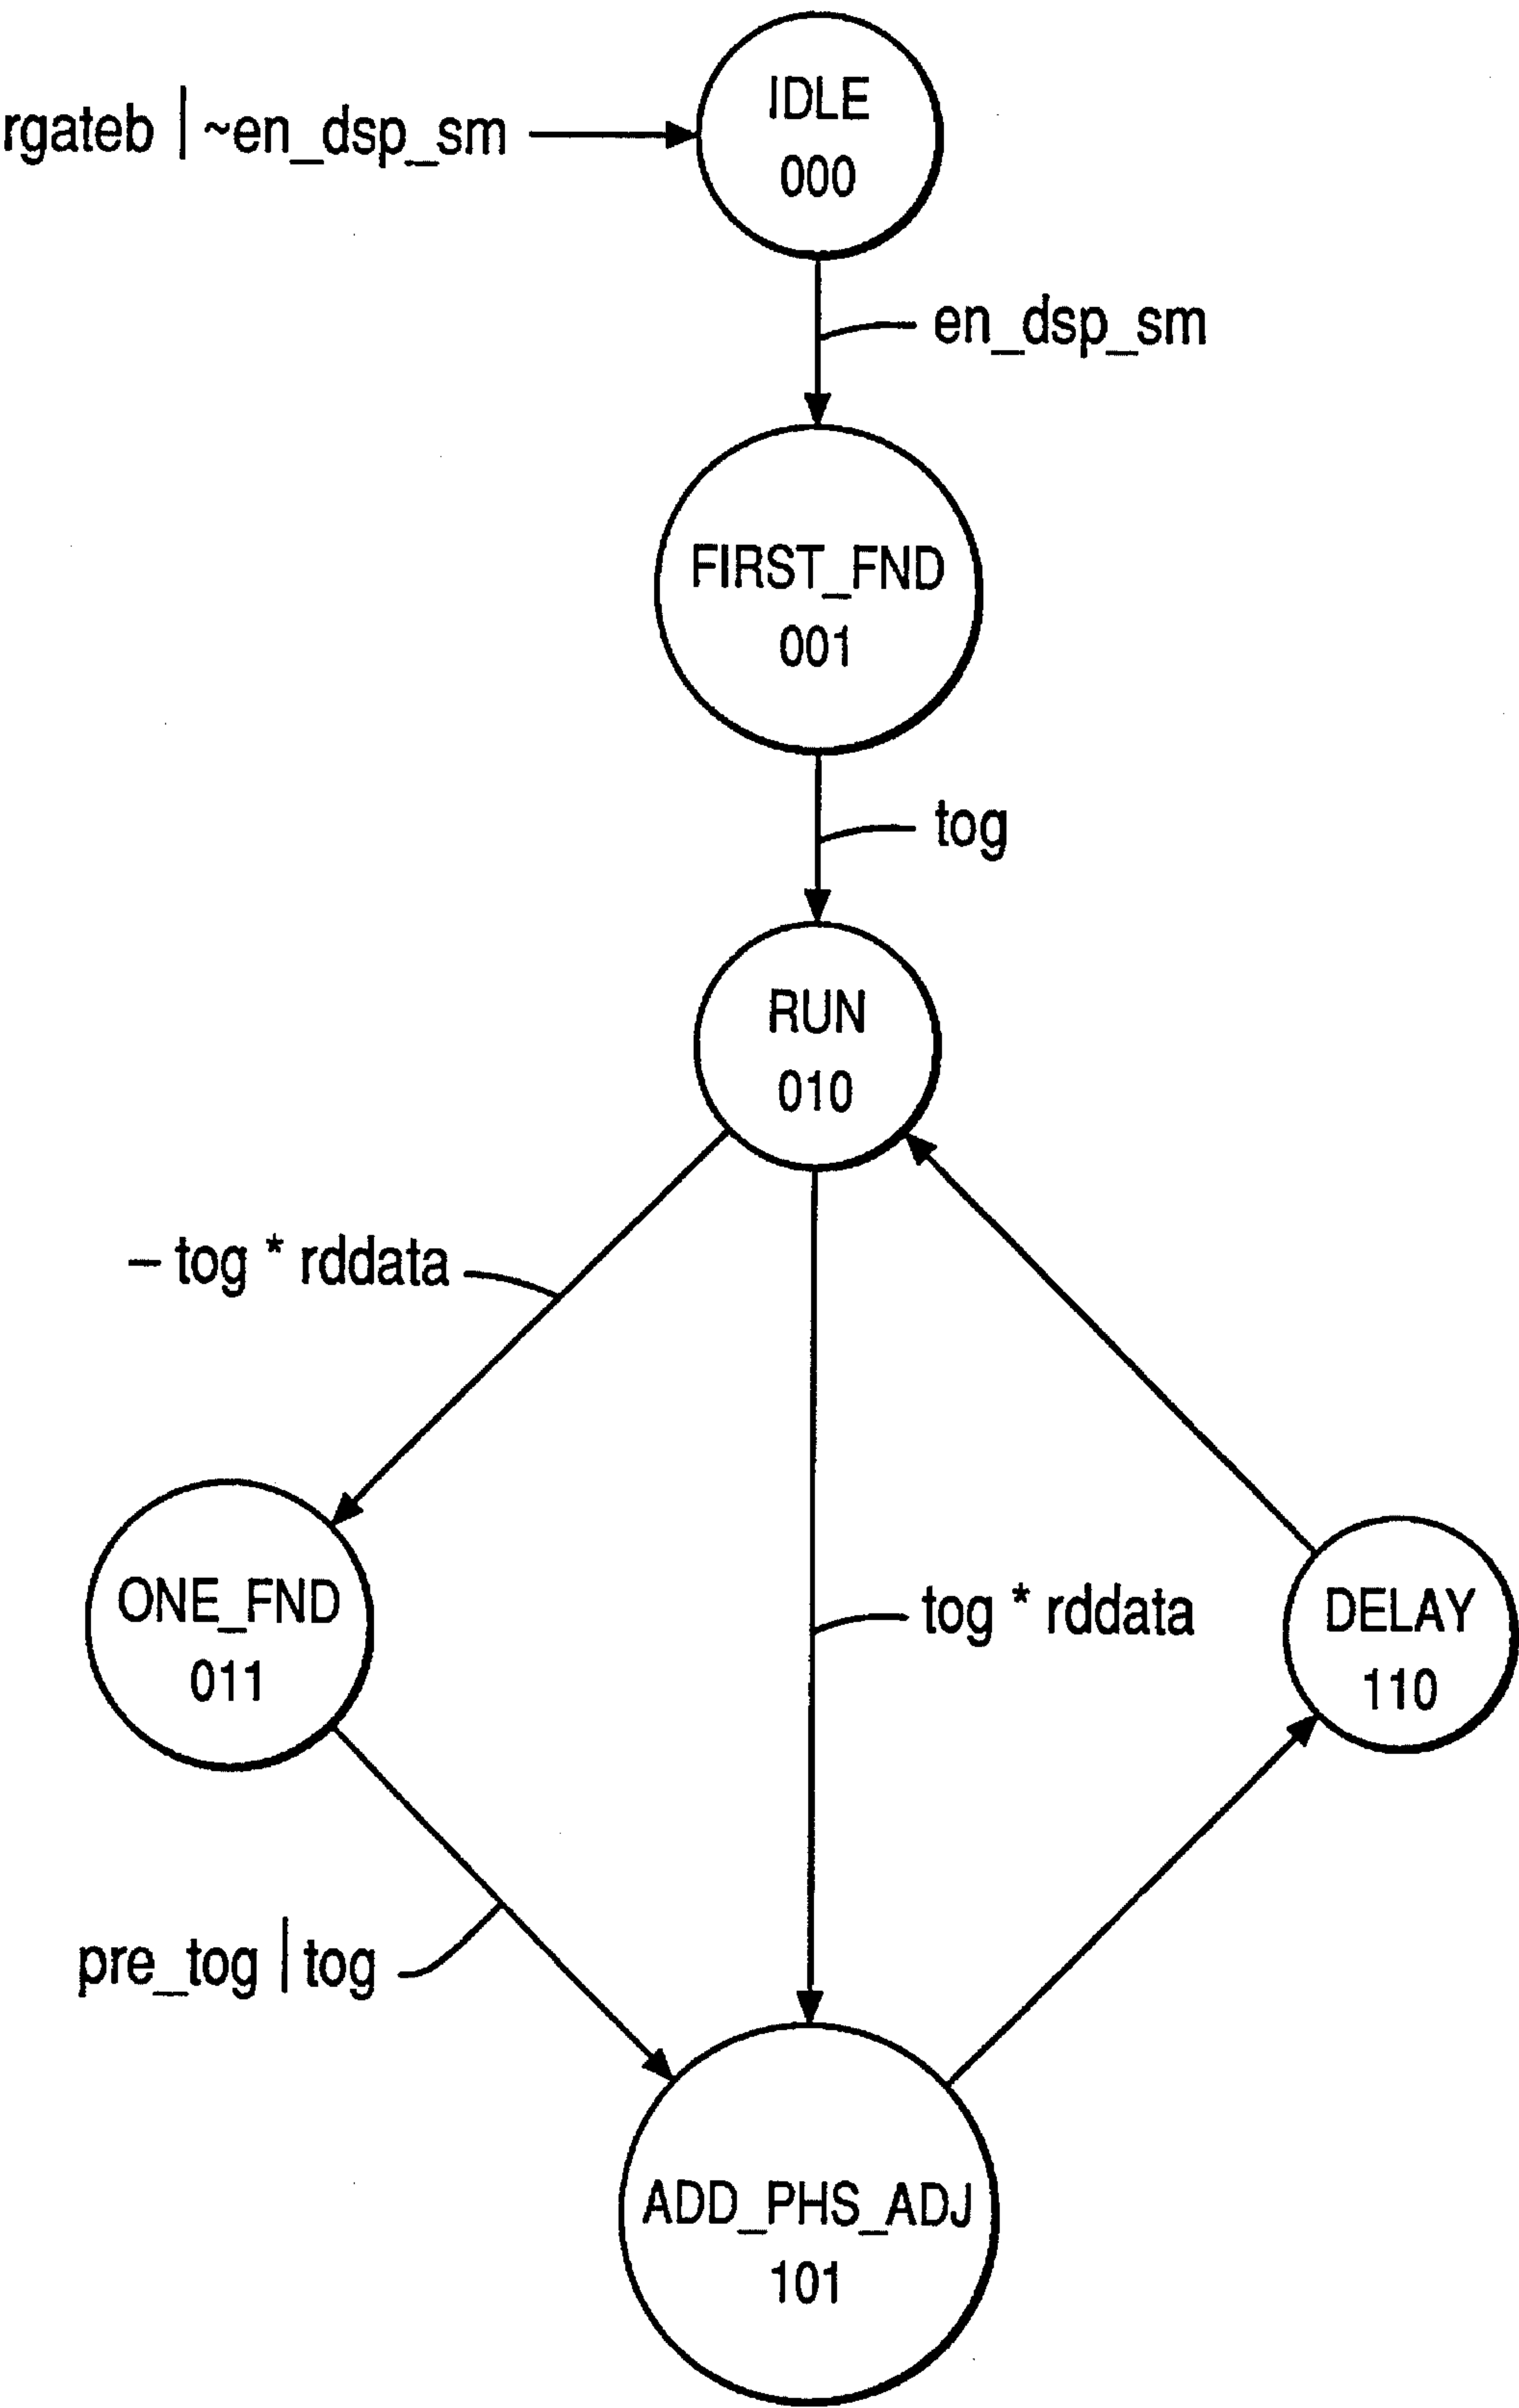 IDLE
000
rgateb | ~en_dsp_sm
en_dsp_sm
FIRST_FND
001
tog
RUN
010
– tog * rddata
ONE_FND
011
tog * rddata
DELAY
110
pre_tog | tog
ADD_PHS_ADJ
101